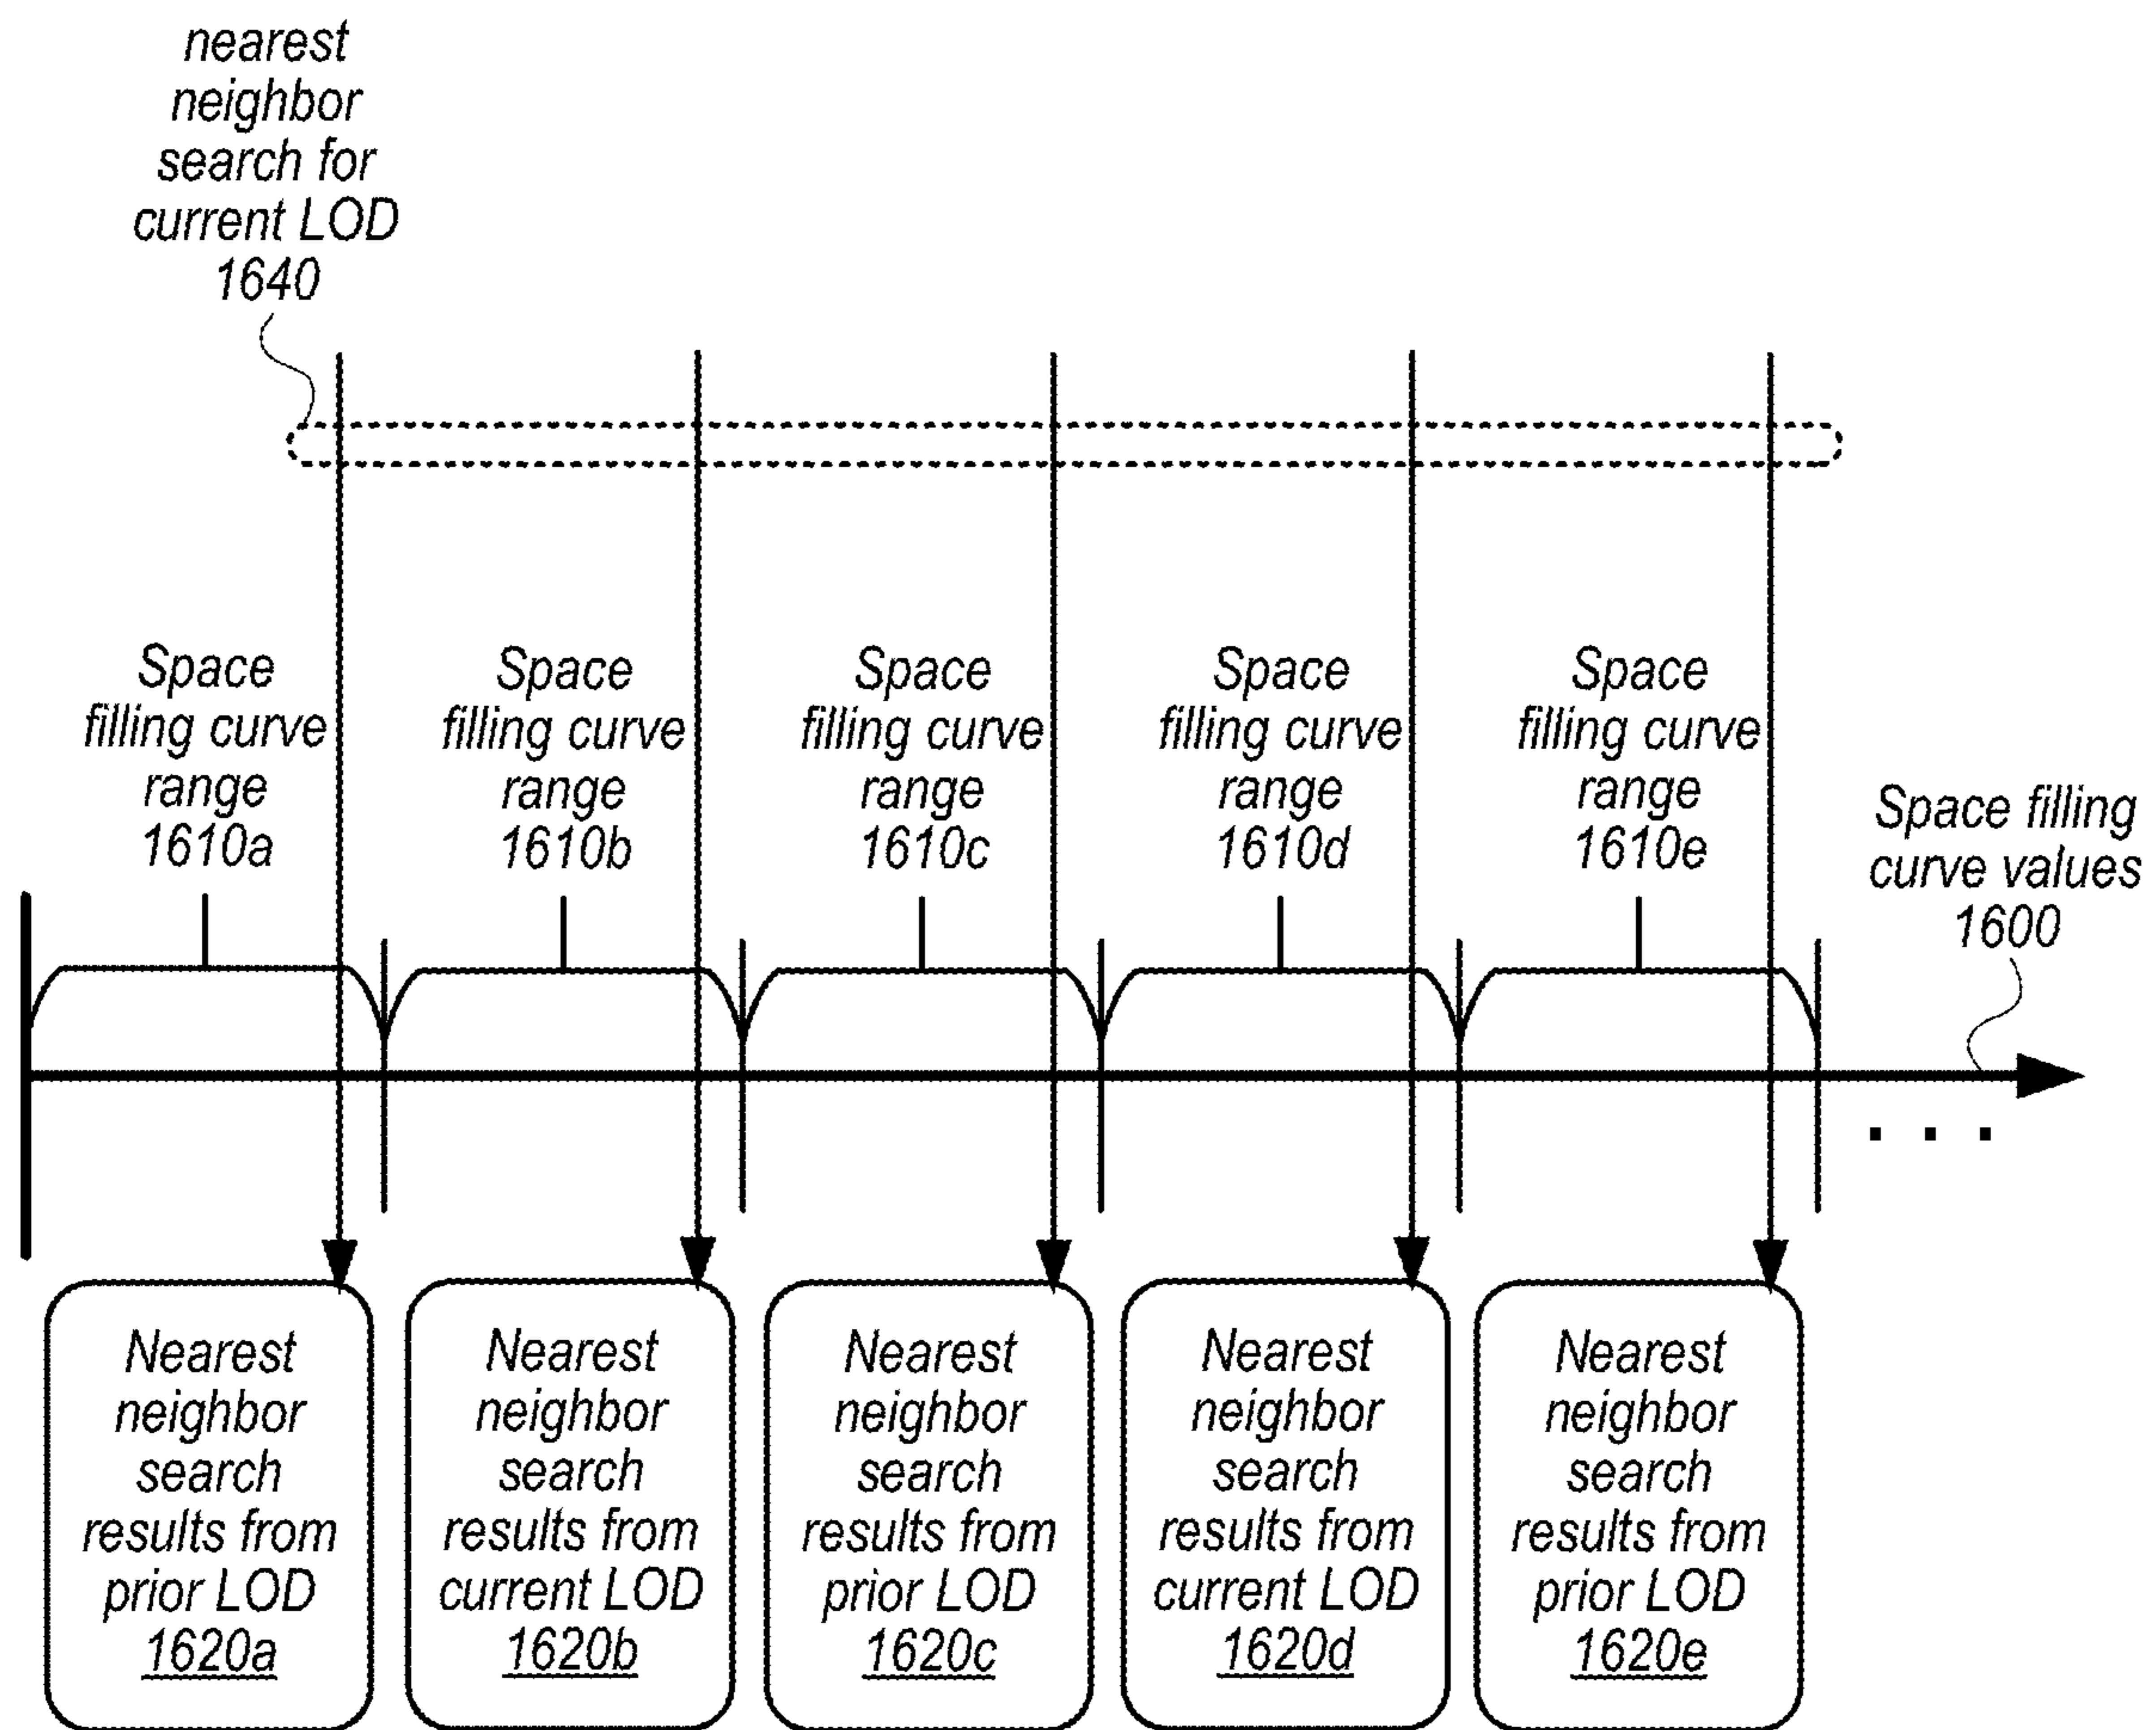 nearest
neighbor
search for
current LOD
1640
Space
filling curve
range
1610a
Space
filling curve
range
1610b
Space
filling curve
range
1610c
Space
filling curve
range
1610d
Space
filling curve
range
1610e
Space filling
curve values
1600
. . .
Nearest
neighbor
search
results from
prior LOD
1620a
Nearest
neighbor
search
results from
current LOD
1620b
Nearest
neighbor
search
results from
prior LOD
1620c
Nearest
neighbor
search
results from
current LOD
1620d
Nearest
neighbor
search
results from
prior LOD
1620e